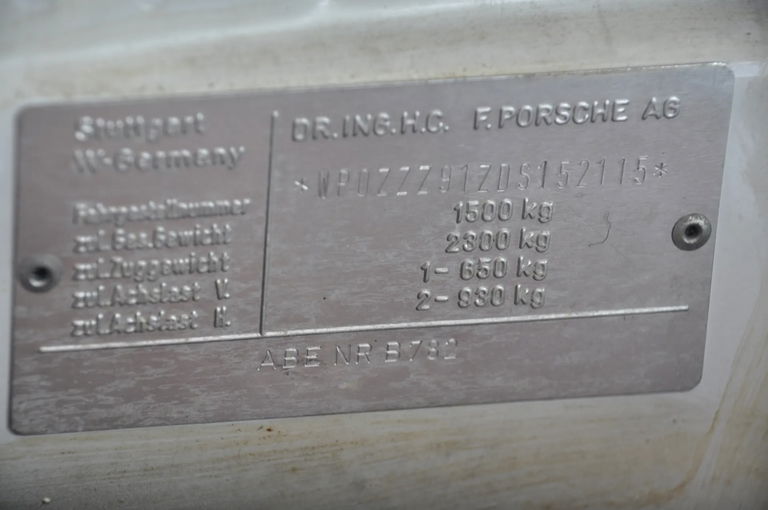 Stuttgart
W-Germany
DR.ING.H.C. F.PORSCHE AG
Fahrgestellnummer *WP0ZZZ91ZDS152115*
zul.Ges.Gewicht 1500 kg
zul.Zuggewicht 2300 kg
zul.Achslast V. 1- 650 kg
zul.Achslast H. 2- 930 kg
ABE NR B.782